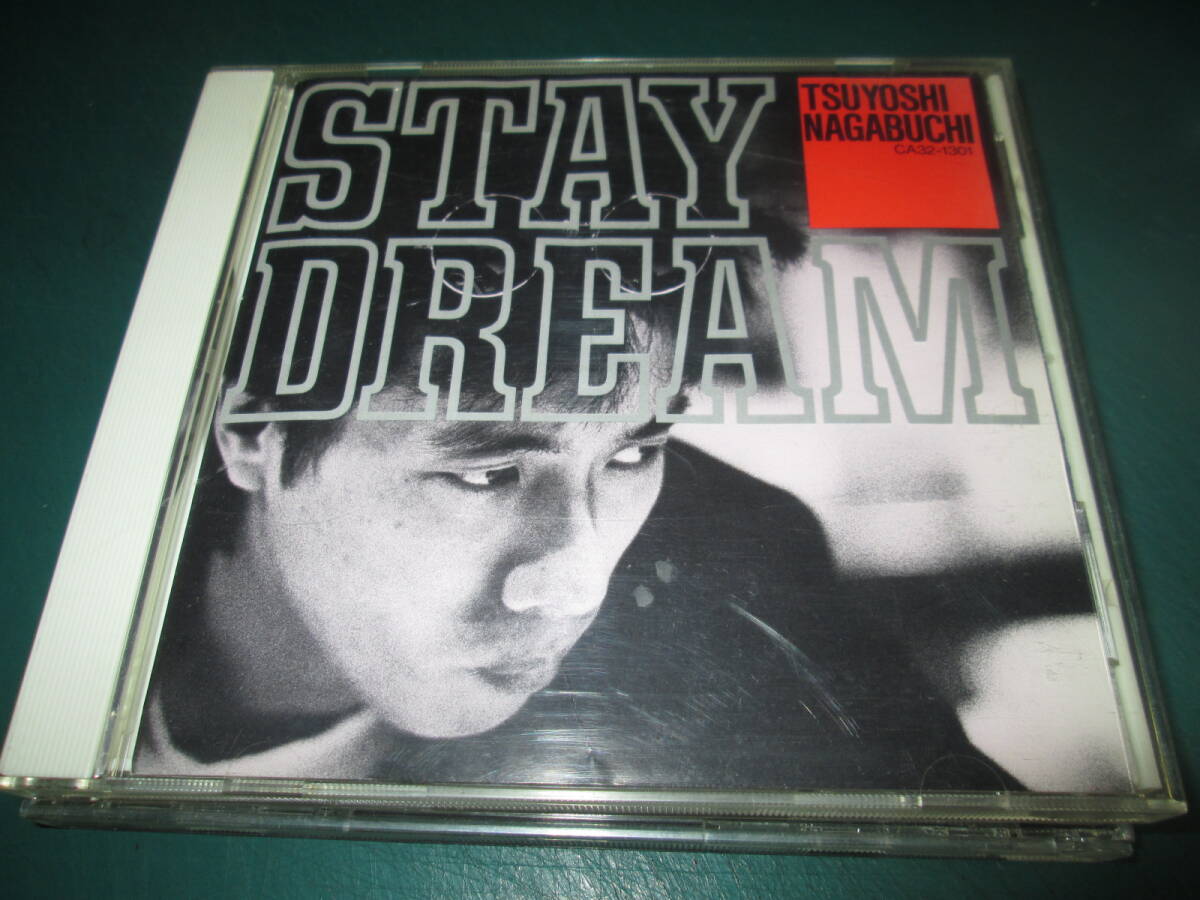 STAY
DREAM
TSUYOSHI
NAGABUCHI
CA32-1301